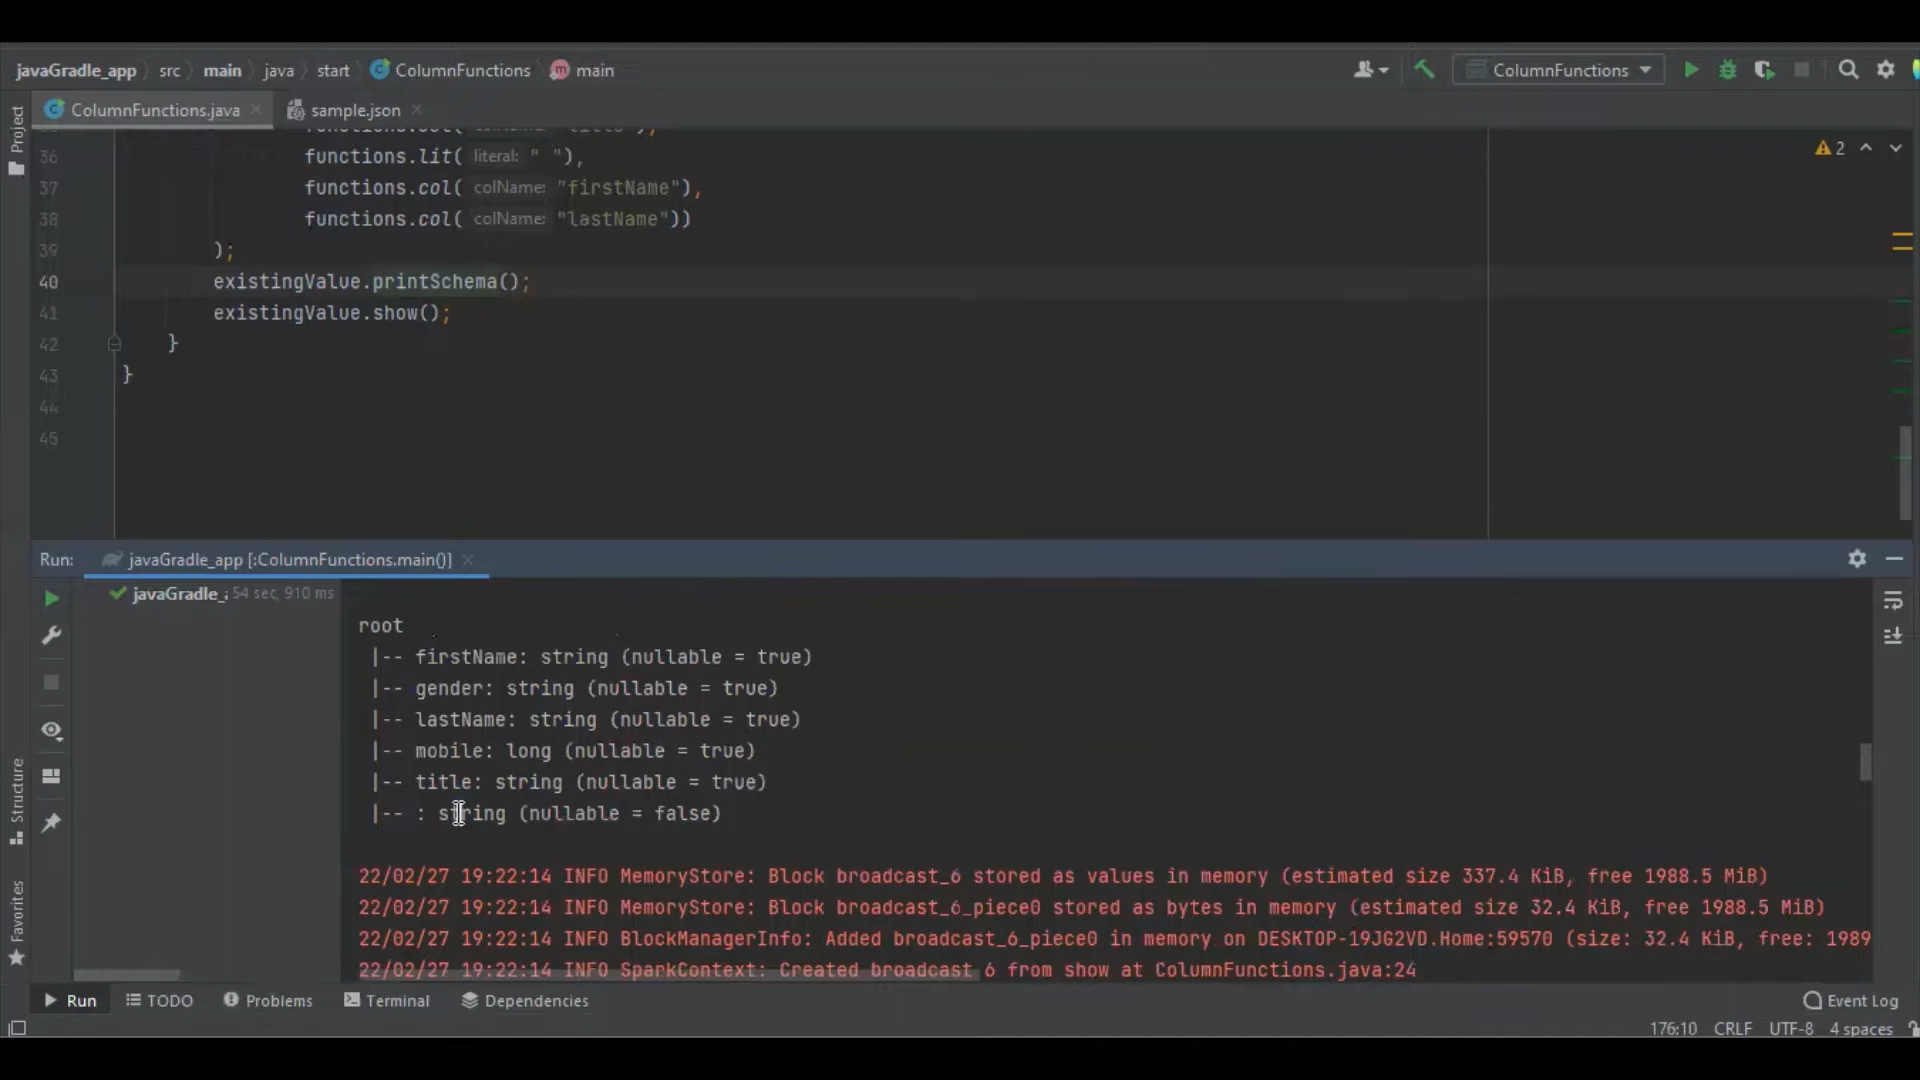 javaGradle_app src main java start ColumnFunctions main ColumnFunctions
ColumnFunctions.java sample.json
Project
36 functions.lit( literal: " "),
37 functions.col( colName: "firstName"),
38 functions.col( colName: "lastName"))
39 );
40 existingValue.printSchema();
41 existingValue.show();
42 }
43 }
44
45
2
Run: javaGradle_app [:ColumnFunctions.main()]
javaGradle_ 54 sec, 910 ms
root
|-- firstName: string (nullable = true)
|-- gender: string (nullable = true)
|-- lastName: string (nullable = true)
|-- mobile: long (nullable = true)
|-- title: string (nullable = true)
|-- : string (nullable = false)
22/02/27 19:22:14 INFO MemoryStore: Block broadcast_6 stored as values in memory (estimated size 337.4 KiB, free 1988.5 MiB)
22/02/27 19:22:14 INFO MemoryStore: Block broadcast_6_piece0 stored as bytes in memory (estimated size 32.4 KiB, free 1988.5 MiB)
22/02/27 19:22:14 INFO BlockManagerInfo: Added broadcast_6_piece0 in memory on DESKTOP-19JG2VD.Home:59570 (size: 32.4 KiB, free: 1989
22/02/27 19:22:14 INFO SparkContext: Created broadcast 6 from show at ColumnFunctions.java:24
Structure
Favorites
Run TODO Problems Terminal Dependencies Event Log
176:10 CRLF UTF-8 4 spaces